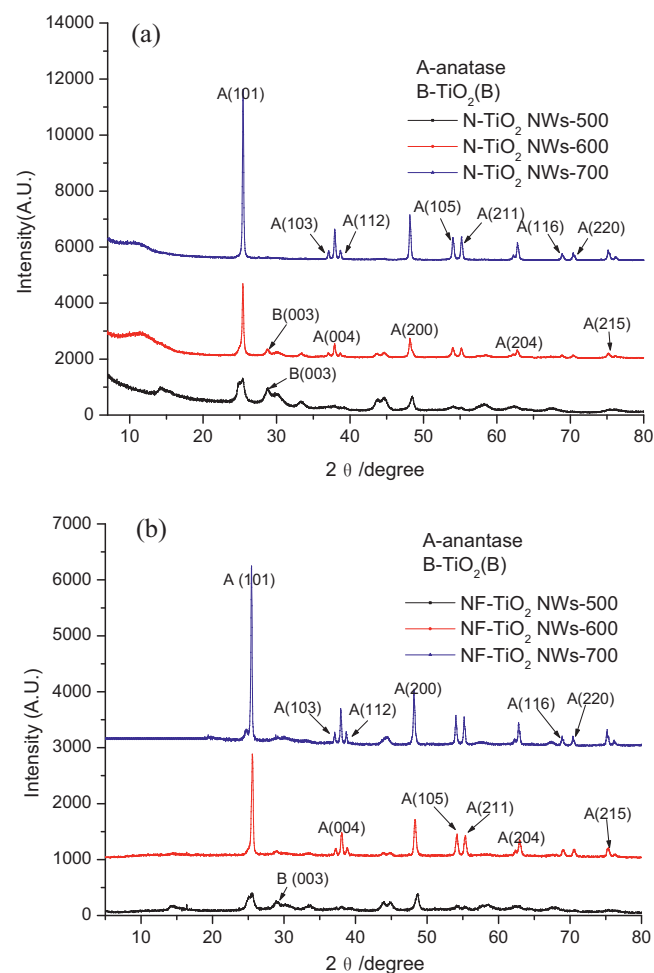 (a)
A-anatase
B-TiO₂(B)
N-TiO₂ NWs-500
N-TiO₂ NWs-600
N-TiO₂ NWs-700
A(101)
A(103)
A(112)
A(105)
A(211)
A(116)
A(220)
B(003)
A(004)
A(200)
A(204)
A(215)
B(003)
14000
12000
10000
8000
6000
4000
2000
0
Intensity(A.U.)
10 20 30 40 50 60 70 80
2 θ /degree
(b)
A-anantase
B-TiO₂(B)
NF-TiO₂ NWs-500
NF-TiO₂ NWs-600
NF-TiO₂ NWs-700
A (101)
A(103)
A(112)
A(200)
A(116)
A(220)
A(004)
A(105)
A(211)
A(204)
A(215)
B (003)
7000
6000
5000
4000
3000
2000
1000
0
Intensity (A.U.)
10 20 30 40 50 60 70 80
2 θ /degree